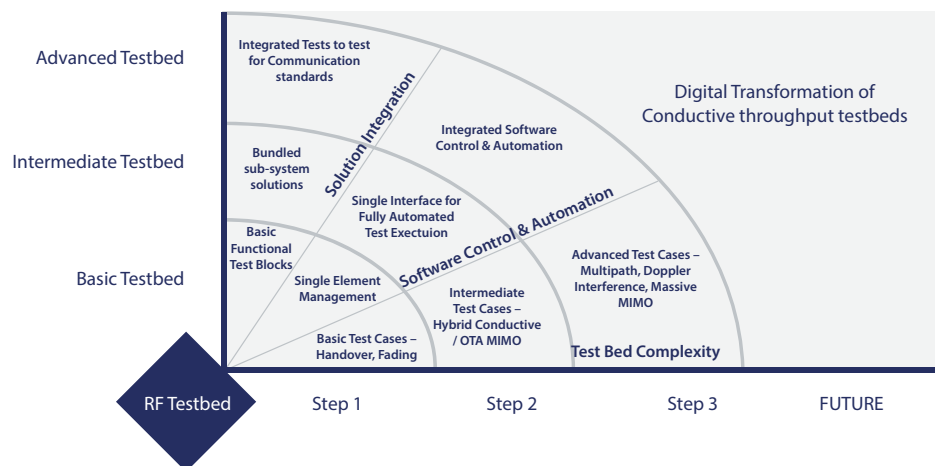 Advanced Testbed
Integrated Tests to test
for Communication
standards
Solution Integration
Digital Transformation of
Conductive throughput testbeds
Integrated Software
Control & Automation
Intermediate Testbed
Bundled
sub-system
solutions
Single Interface for
Fully Automated
Test Exectuion
Software Control & Automation
Basic Testbed
Basic
Functional
Test Blocks
Single Element
Management
Advanced Test Cases –
Multipath, Doppler
Interference, Massive
MIMO
Intermediate
Test Cases –
Hybrid Conductive
/ OTA MIMO
Basic Test Cases –
Handover, Fading
Test Bed Complexity
RF Testbed
Step 1
Step 2
Step 3
FUTURE